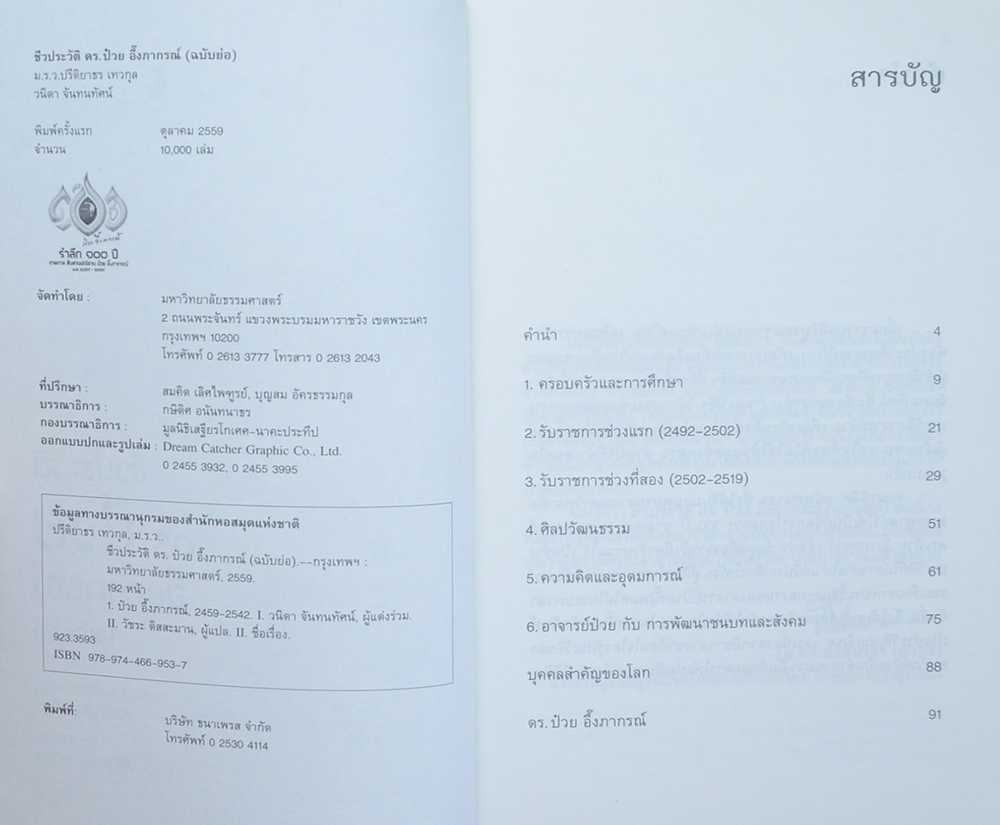 ชีวประวัติ ดร. ป๋วย อึ๊งภากรณ์ (ฉบับย่อ)
ม.ร.ว.ปรีดิยาธร เทวกุล
วนิดา จันทนทัศน์
พิมพ์ครั้งแรก ตุลาคม 2559
จำนวน 10,000 เล่ม
รำลึก ๑๐๐ ปี
จัดทำโดย : มหาวิทยาลัยธรรมศาสตร์
2 ถนนพระจันทร์ แขวงพระบรมมหาราชวัง เขตพระนคร
กรุงเทพฯ 10200
โทรศัพท์ 0 2613 3777 โทรสาร 0 2613 2043
ที่ปรึกษา : สมคิด เลิศไพฑูรย์, บุญสม อัครธรรมกุล
บรรณาธิการ : กษิดิศ อนันทนาธร
กองบรรณาธิการ : มูลนิธิเสฐียรโกเศศ-นาคะประทีป
ออกแบบปกและรูปเล่ม : Dream Catcher Graphic Co., Ltd.
0 2455 3932, 0 2455 3995
ข้อมูลทางบรรณานุกรมของสำนักหอสมุดแห่งชาติ
ปรีดิยาธร เทวกุล, ม.ร.ว..
ชีวประวัติ ดร. ป๋วย อึ๊งภากรณ์ (ฉบับย่อ).--กรุงเทพฯ :
มหาวิทยาลัยธรรมศาสตร์, 2559.
192 หน้า
1. ป๋วย อึ๊งภากรณ์, 2459-2542. I. วนิดา จันทนทัศน์, ผู้แต่งร่วม.
II. วัชระ ดิสสะมาน, ผู้แปล. II. ชื่อเรื่อง.
923.3593
ISBN 978-974-466-953-7
พิมพ์ที่: บริษัท ธนาเพรส จำกัด
โทรศัพท์ 0 2530 4114
สารบัญ
คำนำ 4
1. ครอบครัวและการศึกษา 9
2. รับราชการช่วงแรก (2492-2502) 21
3. รับราชการช่วงที่สอง (2502-2519) 29
4. ศิลปวัฒนธรรม 51
5. ความคิดและอุดมการณ์ 61
6. อาจารย์ป๋วย กับ การพัฒนาชนบทและสังคม 75
บุคคลสำคัญของโลก 88
ดร. ป๋วย อึ๊งภากรณ์ 91